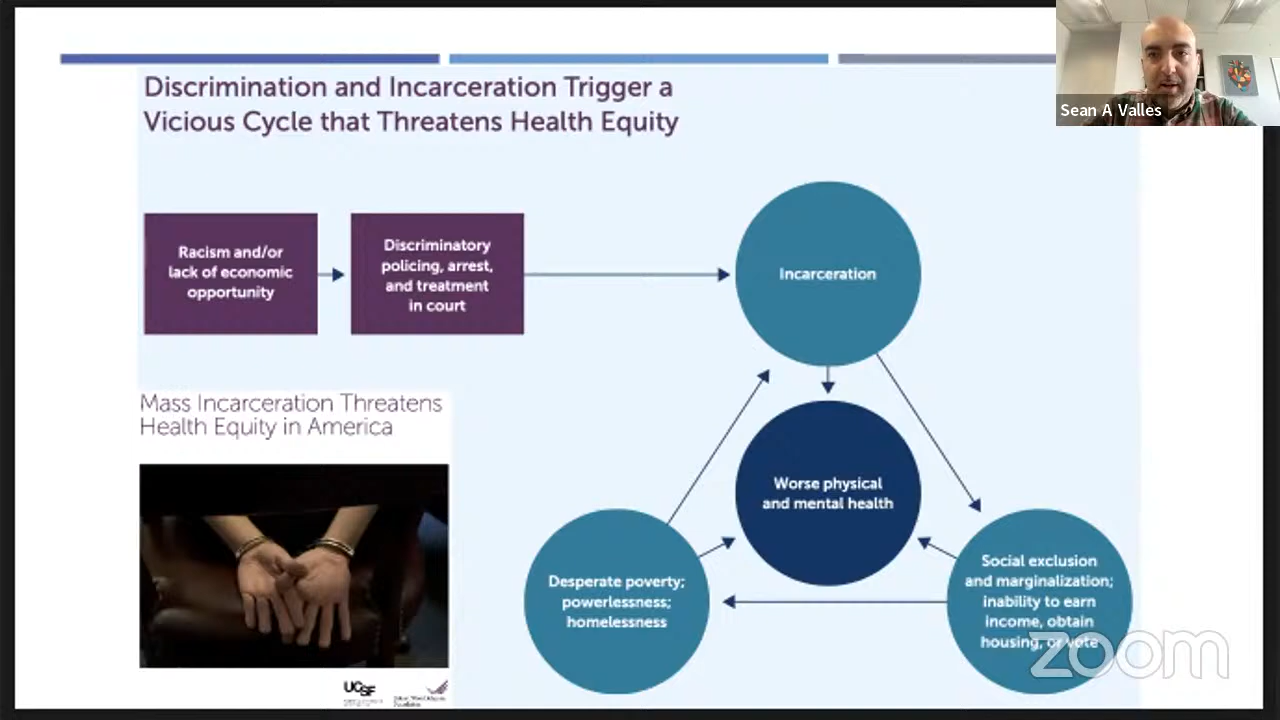 Discrimination and Incarceration Trigger a
Vicious Cycle that Threatens Health Equity
Sean A Valles
Racism and/or
lack of economic
opportunity
Discriminatory
policing, arrest,
and treatment
in court
Incarceration
Mass Incarceration Threatens
Health Equity in America
Worse physical
and mental health
Desperate poverty;
powerlessness;
homelessness
Social exclusion
and marginalization;
inability to earn
income, obtain
housing, or vote
zoom
UCSF